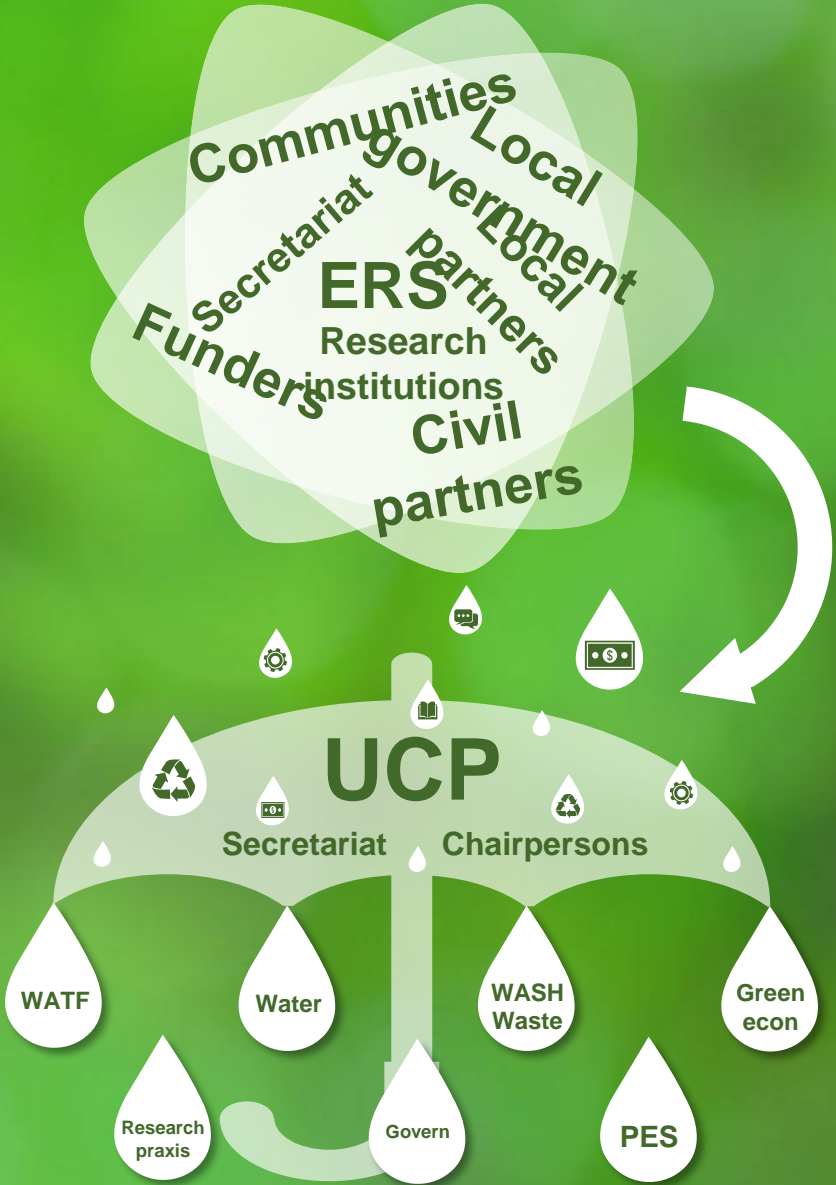 Communities
Local
government
Secretariat
Local
partners
ERS
Research
institutions
Funders
Civil
partners
UCP
Secretariat
Chairpersons
WATF
Water
WASH
Waste
Green
econ
Research
praxis
Govern
PES